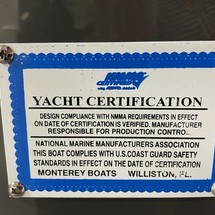 NMMA
CERTIFIED
YACHT CERTIFICATION
DESIGN COMPLIANCE WITH NMMA REQUIREMENTS IN EFFECT
ON DATE OF CERTIFICATION IS VERIFIED. MANUFACTURER
RESPONSIBLE FOR PRODUCTION CONTROL.
NATIONAL MARINE MANUFACTURERS ASSOCIATION
THIS BOAT COMPLIES WITH U.S.COAST GUARD SAFETY
STANDARDS IN EFFECT ON THE DATE OF CERTIFICATION
MONTEREY BOATS WILLISTON, FL.